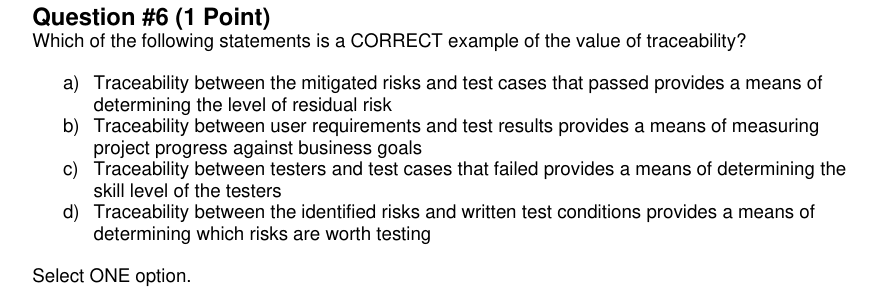 Question #6 (1 Point)
Which of the following statements is a CORRECT example of the value of traceability?
a) Traceability between the mitigated risks and test cases that passed provides a means of
determining the level of residual risk
b) Traceability between user requirements and test results provides a means of measuring
project progress against business goals
c) Traceability between testers and test cases that failed provides a means of determining the
skill level of the testers
d) Traceability between the identified risks and written test conditions provides a means of
determining which risks are worth testing
Select ONE option.